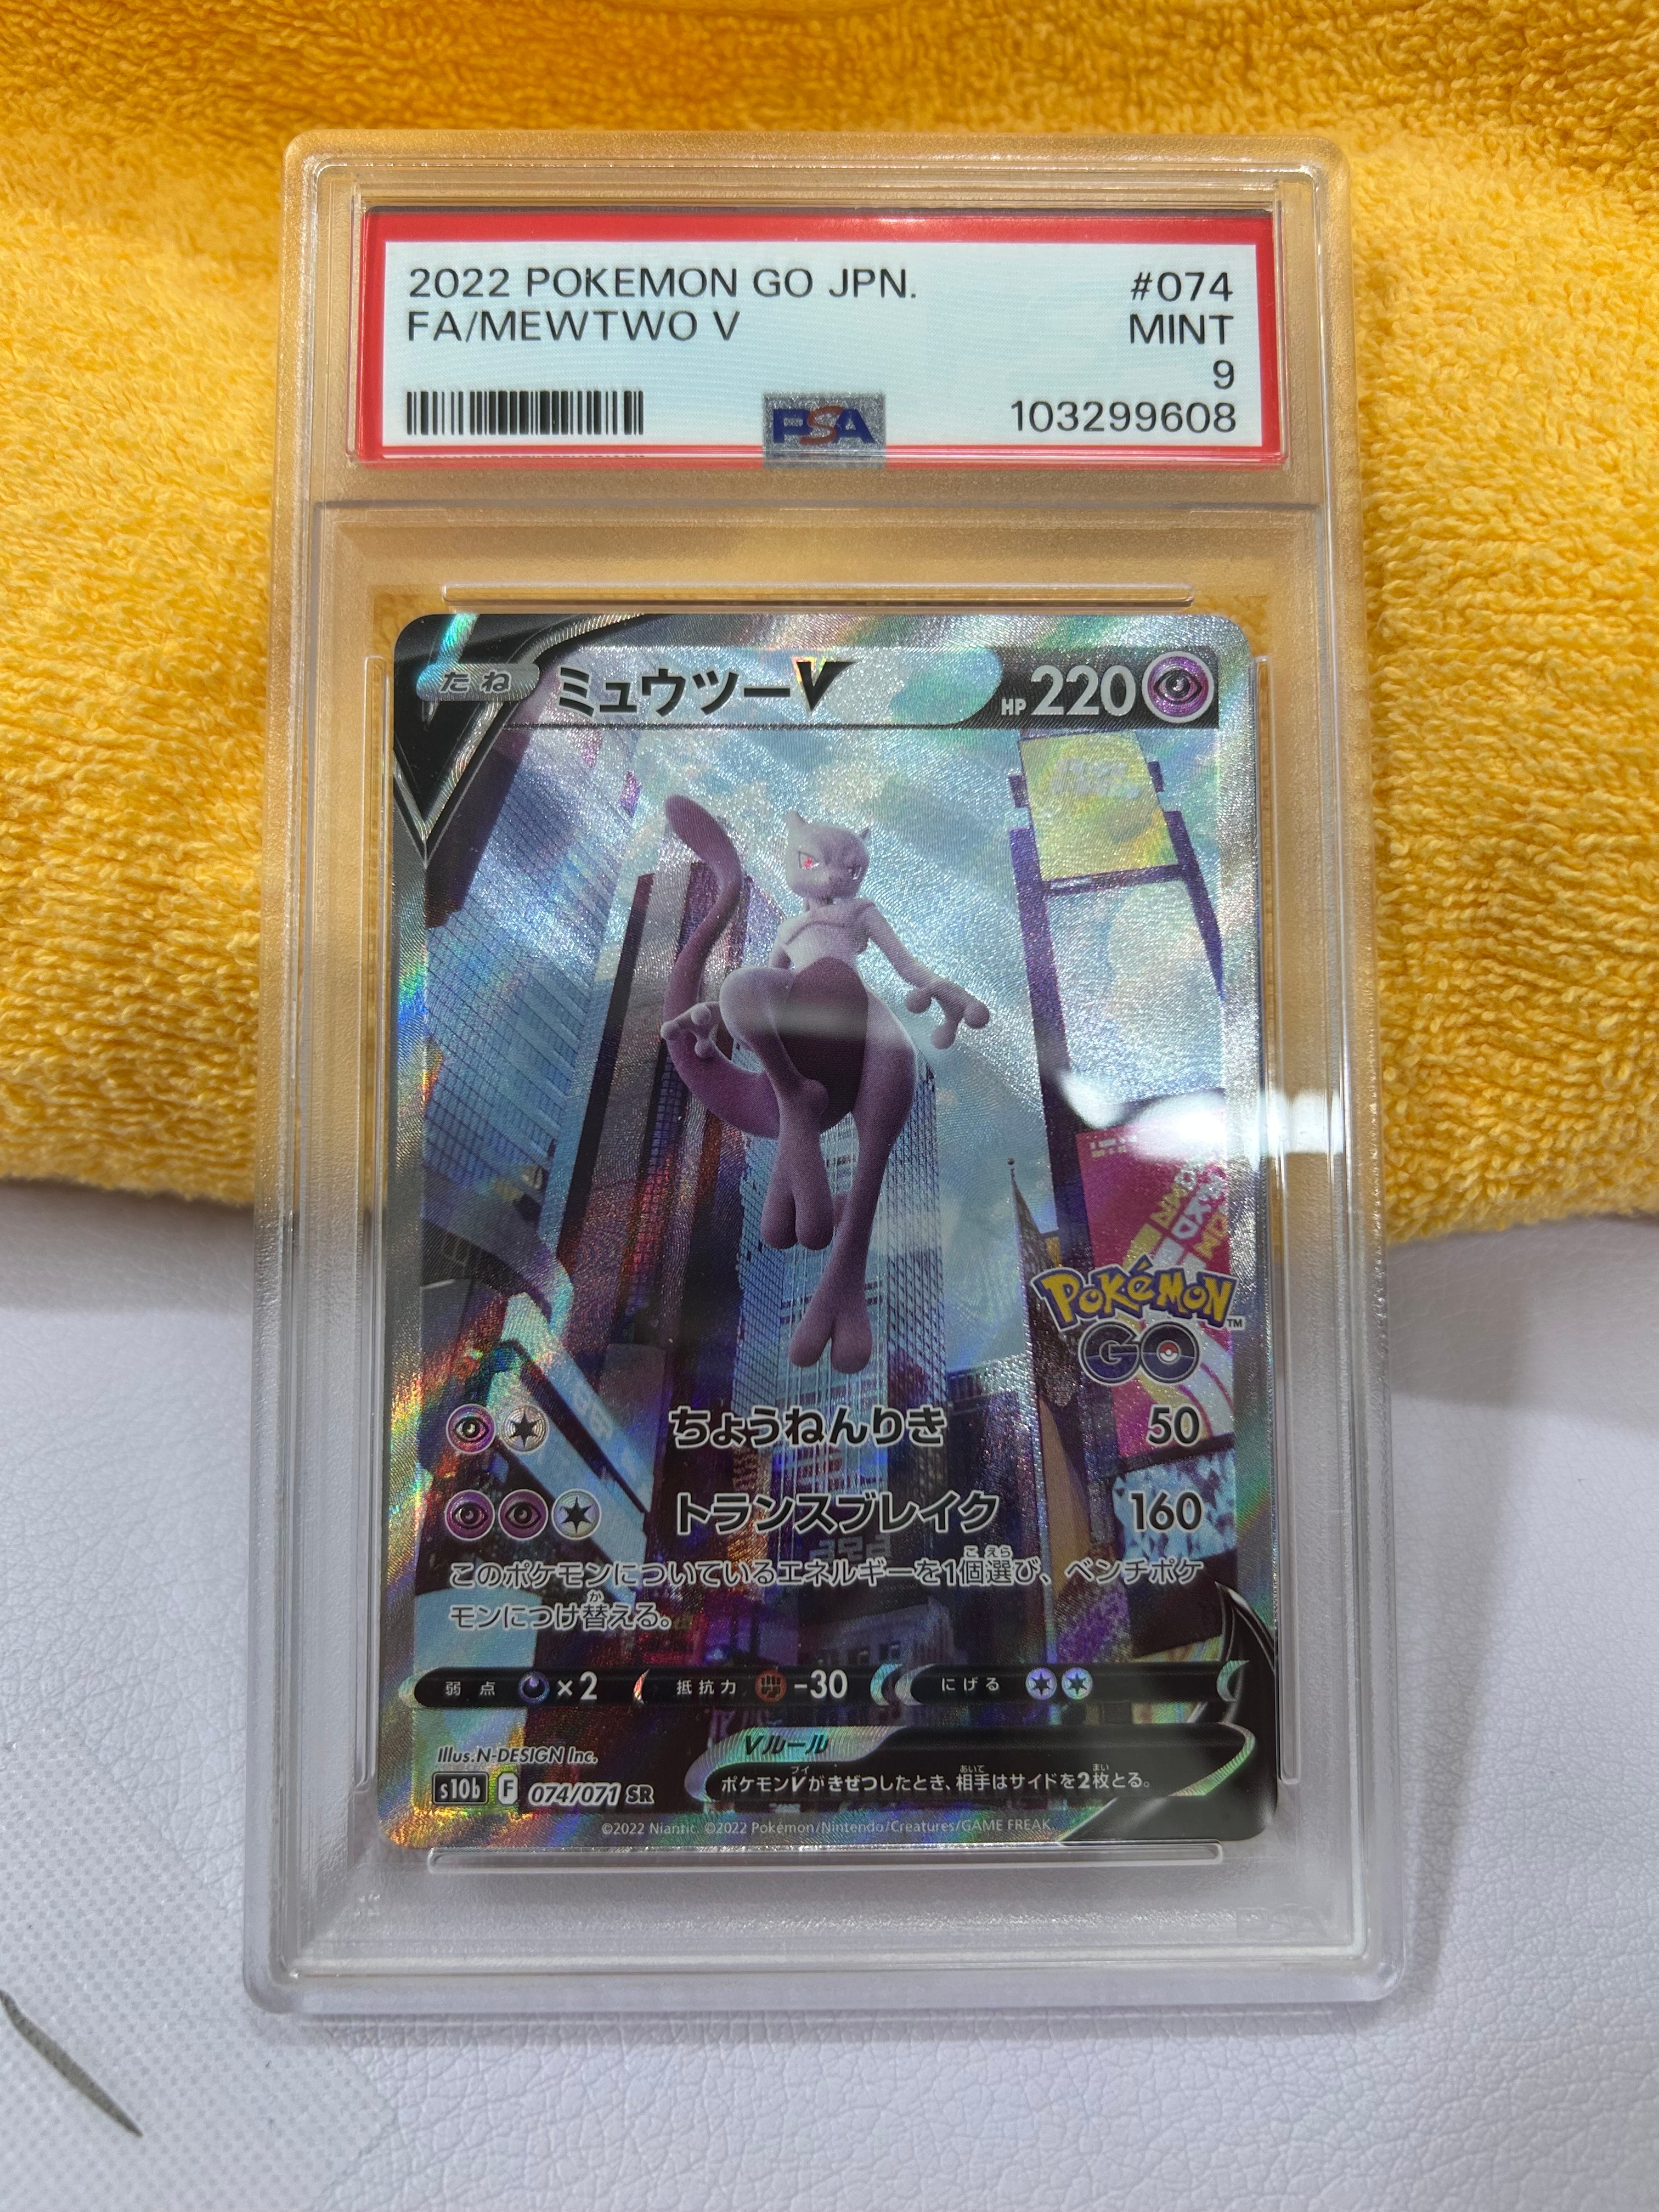 2022 POKEMON GO JPN. #074
FA/MEWTWO V MINT
9
PSA 103299608
たね ミュウツーV HP 220
Pokémon GO™
ちょうねんりき 50
トランスブレイク 160
このポケモンについているエネルギーを1個選び、ベンチポケ
モンにつけ替える。
弱点 ×2 抵抗力 -30 にげる
Illus.N-DESIGN Inc. Vルール
s10b F 074/071 SR ポケモンVがきぜつしたとき、相手はサイドを2枚とる。
©2022 Niantic. ©2022 Pokémon/Nintendo/Creatures/GAME FREAK.